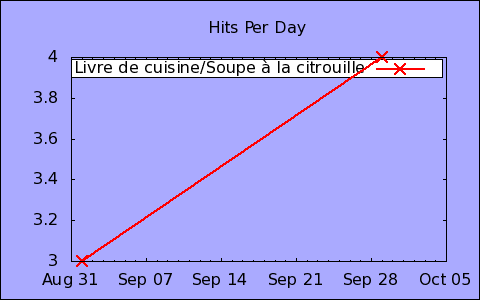 Hits Per Day
4
Livre de cuisine/Soupe à la citrouille
3.8
3.6
3.4
3.2
3
Aug 31 Sep 07 Sep 14 Sep 21 Sep 28 Oct 05